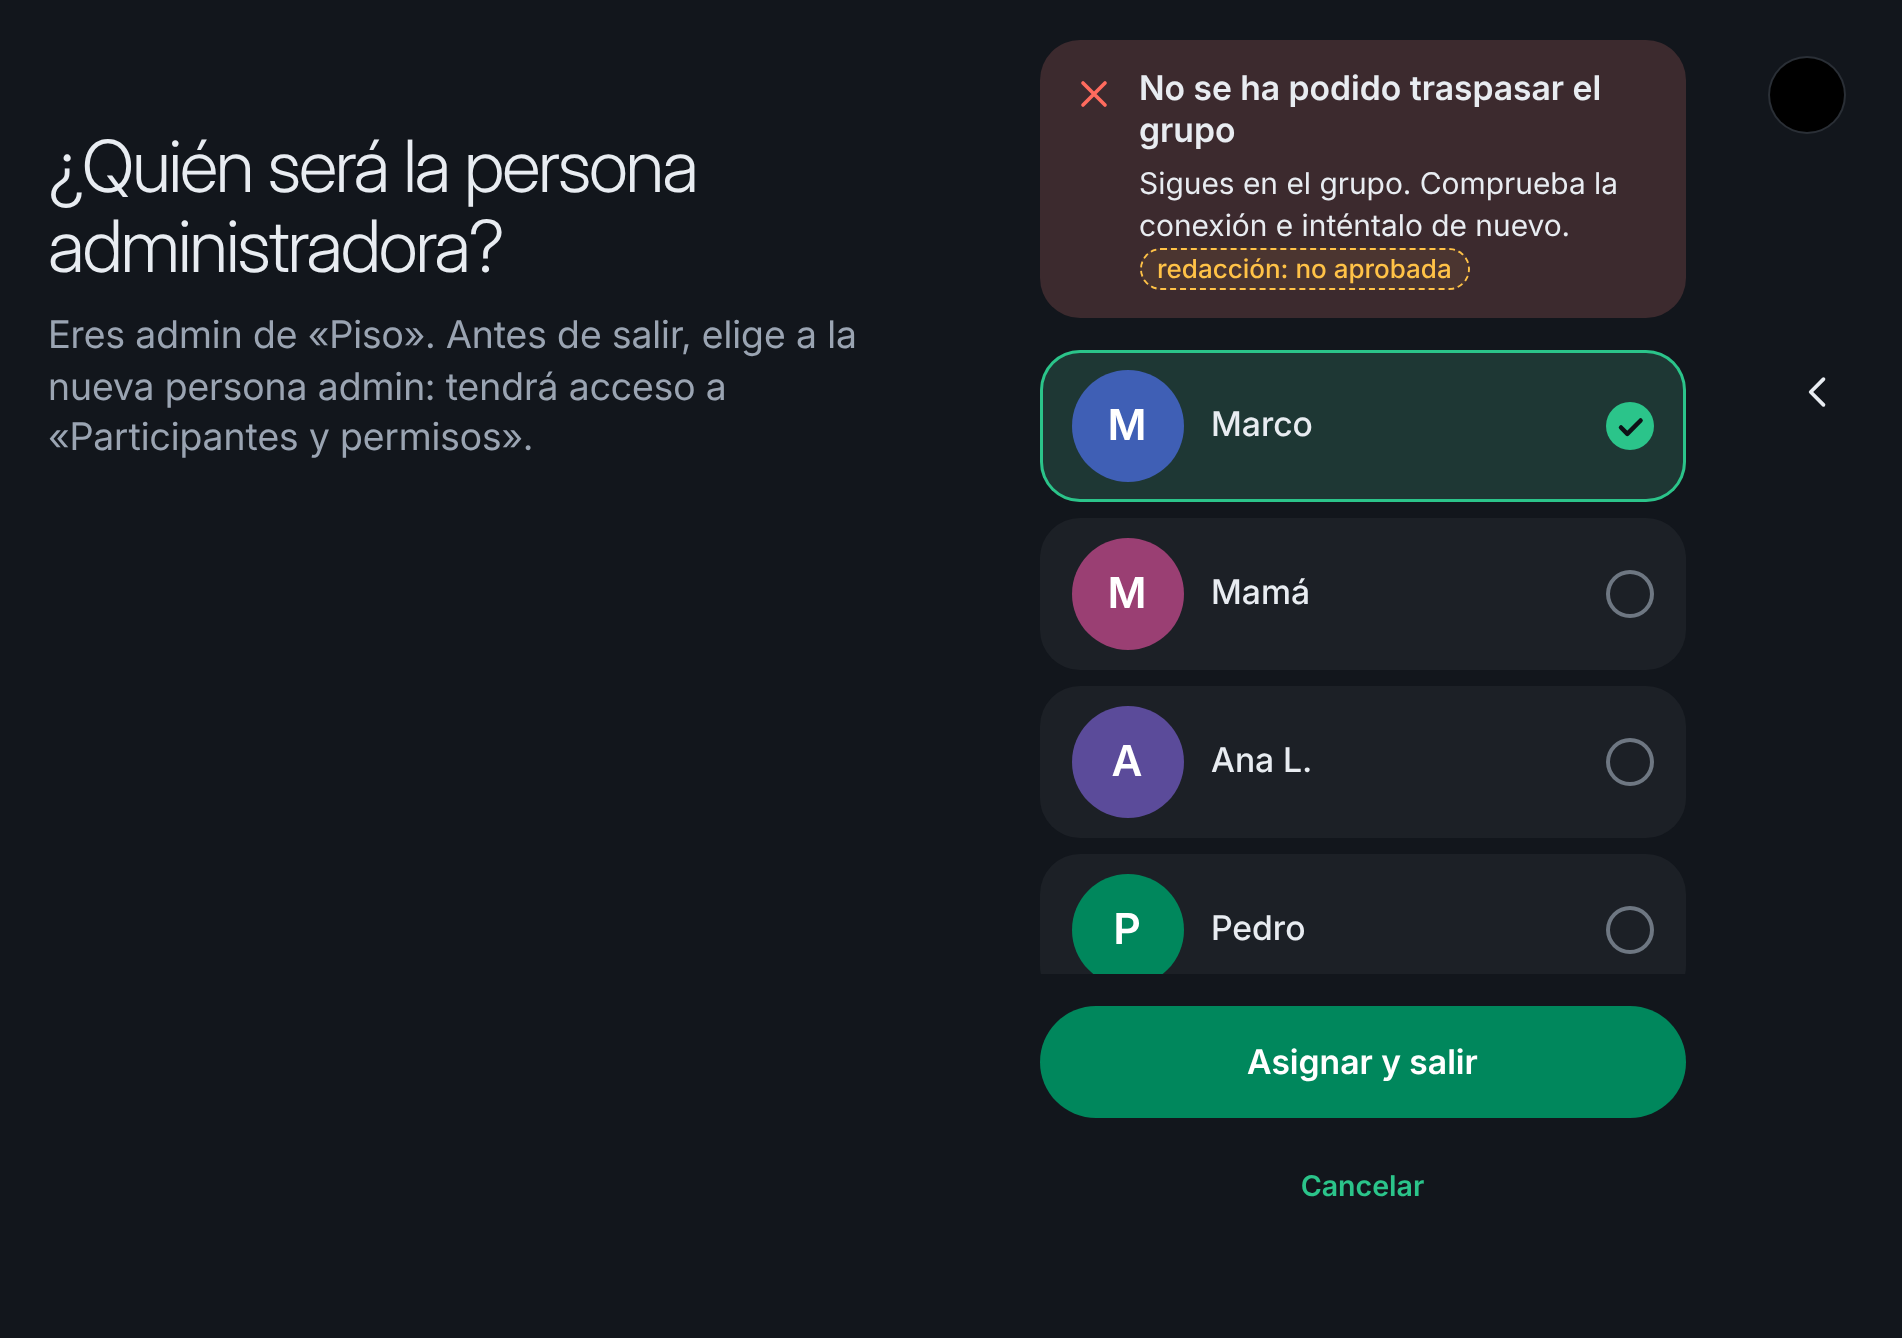 ¿Quién será la persona
administradora?
Eres admin de «Piso». Antes de salir, elige a la
nueva persona admin: tendrá acceso a
«Participantes y permisos».
No se ha podido traspasar el
grupo
Sigues en el grupo. Comprueba la
conexión e inténtalo de nuevo.
redacción: no aprobada
M Marco
M Mamá
A Ana L.
P Pedro
Asignar y salir
Cancelar